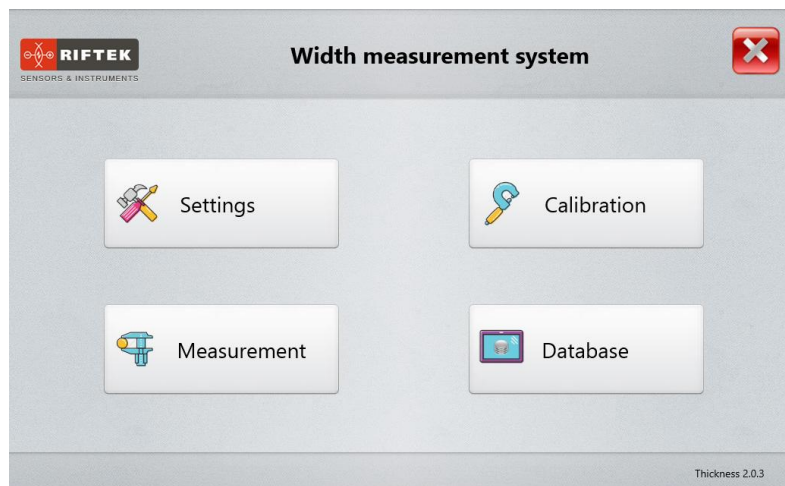 RIFTEK
SENSORS & INSTRUMENTS
Width measurement system
Settings
Calibration
Measurement
Database
Thickness 2.0.3